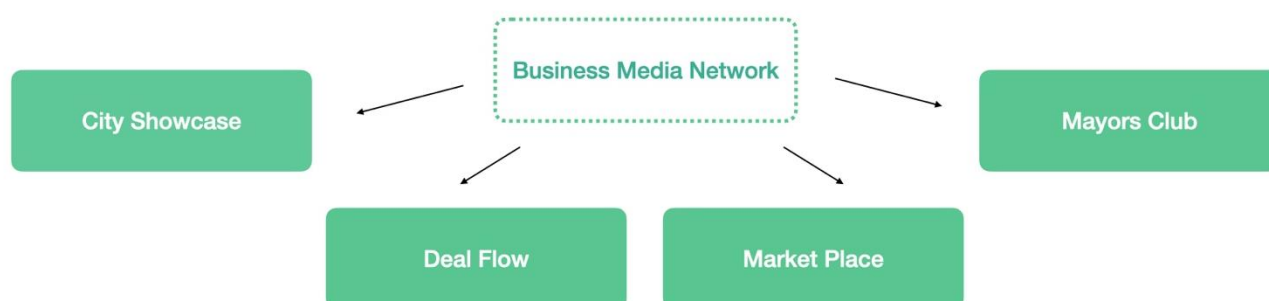 Business Media Network
City Showcase
Mayors Club
Deal Flow
Market Place